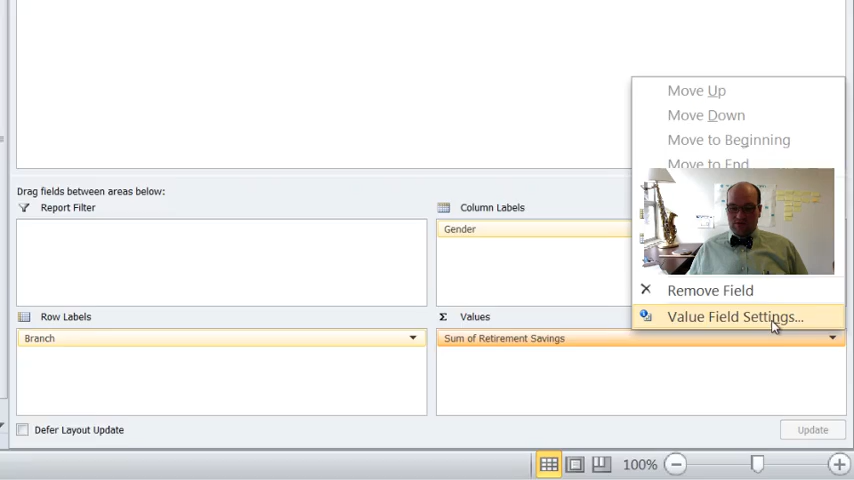 Move Up
Move Down
Move to Beginning
Move to End
Drag fields between areas below:
Report Filter
Column Labels
Gender
Remove Field
Row Labels
Σ Values
Value Field Settings...
Branch
Sum of Retirement Savings
Defer Layout Update
Update
100%